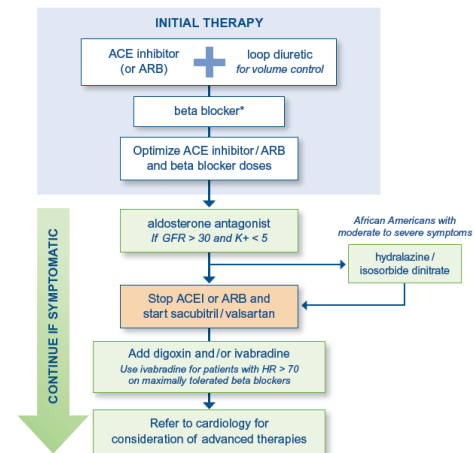 INITIAL THERAPY
ACE inhibitor
(or ARB)
loop diuretic
for volume control
beta blocker*
Optimize ACE inhibitor/ARB
and beta blocker doses
CONTINUE IF SYMPTOMATIC
aldosterone antagonist
If GFR > 30 and K+ < 5
African Americans with
moderate to severe symptoms
hydralazine/
isosorbide dinitrate
Stop ACEI or ARB and
start sacubitril/valsartan
Add digoxin and/or ivabradine
Use ivabradine for patients with HR > 70
on maximally tolerated beta blockers
Refer to cardiology for
consideration of advanced therapies